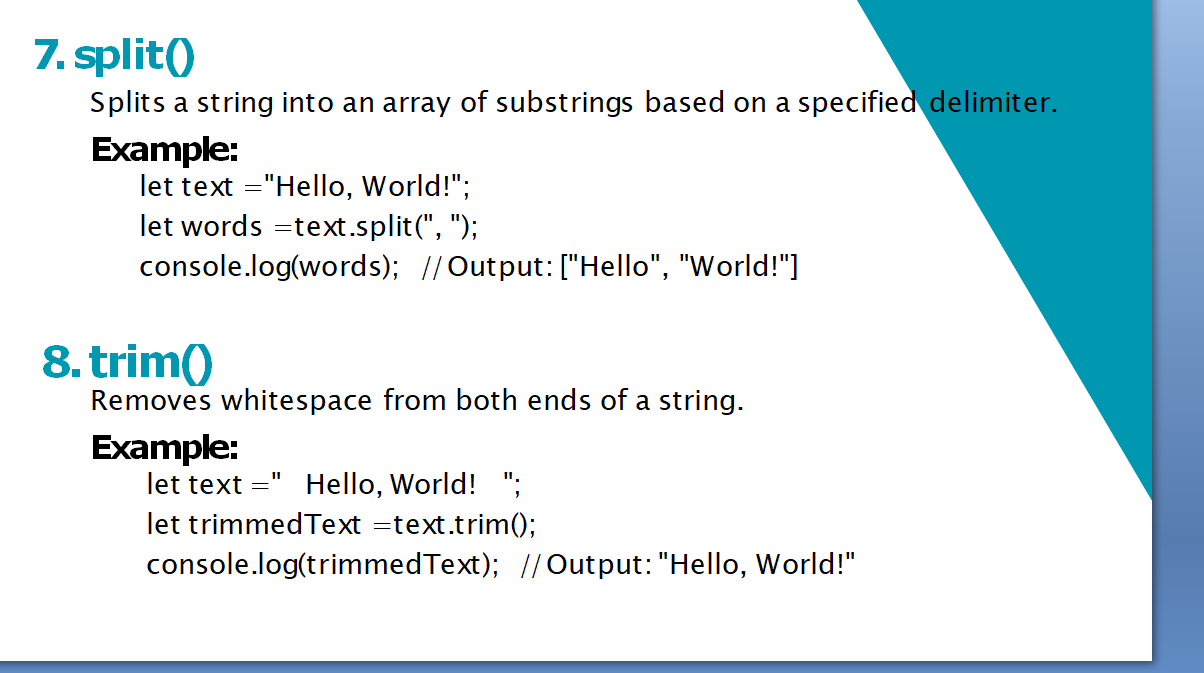 7. split()
Splits a string into an array of substrings based on a specified delimiter.
Example:
let text ="Hello, World!";
let words =text.split(", ");
console.log(words);  // Output: ["Hello", "World!"]
8. trim()
Removes whitespace from both ends of a string.
Example:
let text ="   Hello, World!   ";
let trimmedText =text.trim();
console.log(trimmedText);  // Output: "Hello, World!"